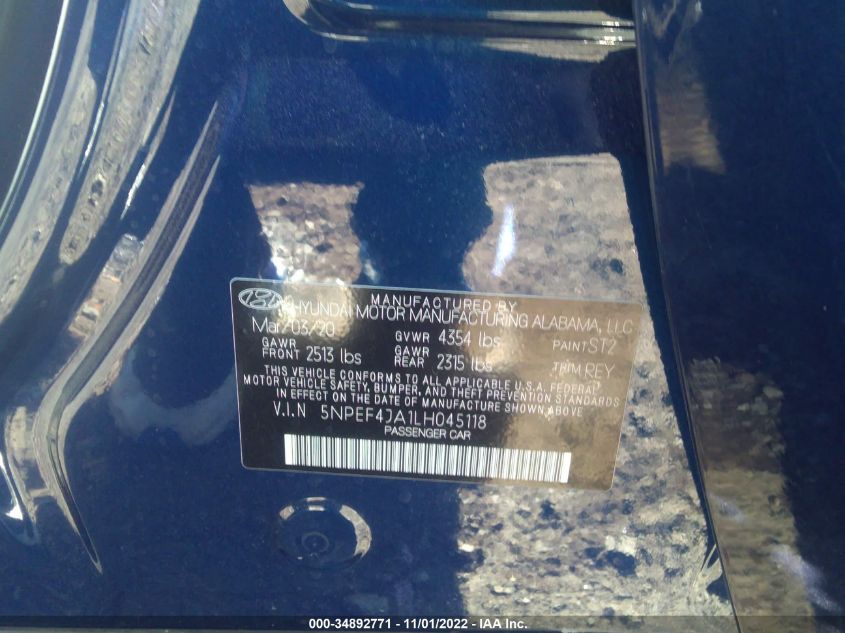 MANUFACTURED BY
HYUNDAI MOTOR MANUFACTURING ALABAMA, LLC
Mar/03/20 GVWR 4354 lbs PAINT ST2
GAWR FRONT 2513 lbs GAWR REAR 2315 lbs TRIM REY
THIS VEHICLE CONFORMS TO ALL APPLICABLE U.S.A. FEDERAL
MOTOR VEHICLE SAFETY, BUMPER, AND THEFT PREVENTION STANDARDS
IN EFFECT ON THE DATE OF MANUFACTURE SHOWN ABOVE
V.I.N 5NPEF4JA1LH045118
PASSENGER CAR
000-34892771 - 11/01/2022 - IAA Inc.